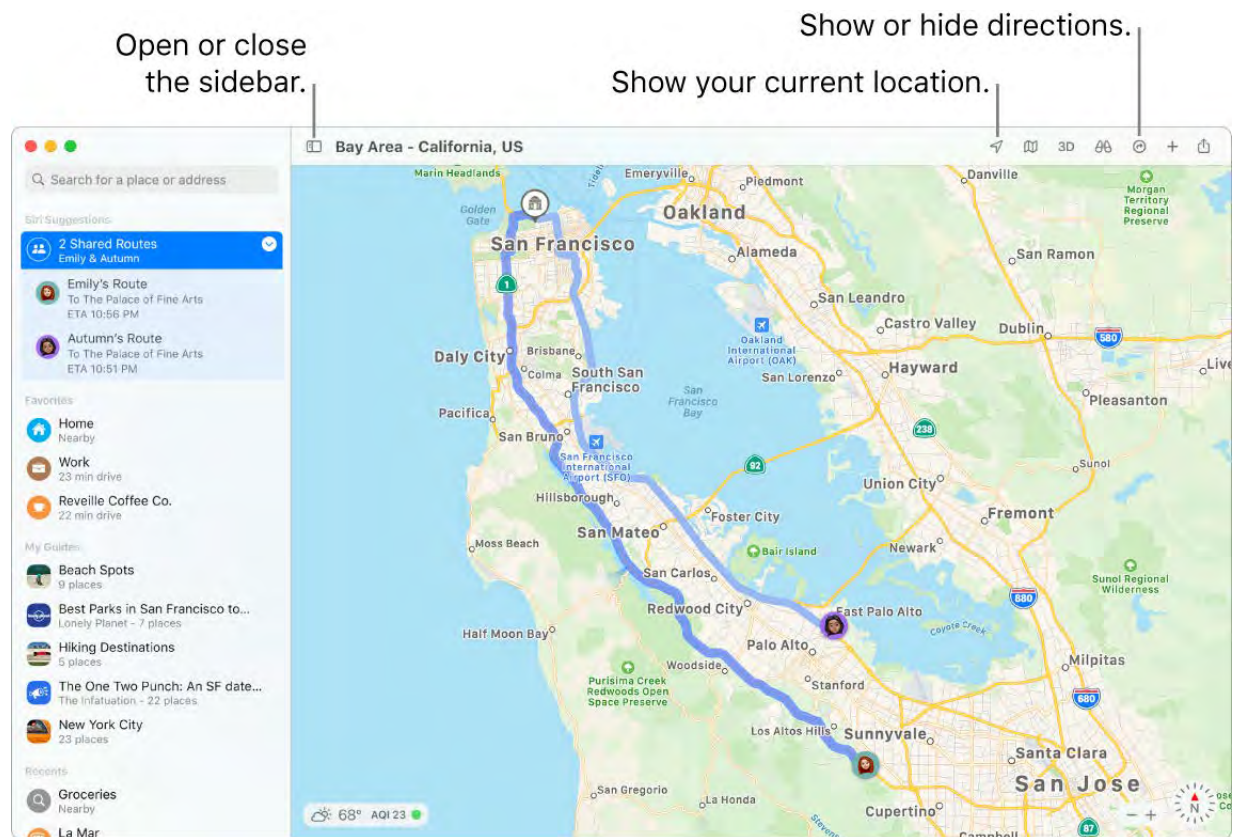 Show or hide directions.
Open or close
the sidebar.
Show your current location.
Bay Area - California, US
3D
Search for a place or address
Siri Suggestions
2 Shared Routes
Emily & Autumn
Emily's Route
To The Palace of Fine Arts
ETA 10:56 PM
Autumn's Route
To The Palace of Fine Arts
ETA 10:51 PM
Favorites
Home
Nearby
Work
23 min drive
Reveille Coffee Co.
22 min drive
My Guides
Beach Spots
9 places
Best Parks in San Francisco to...
Lonely Planet - 7 places
Hiking Destinations
5 places
The One Two Punch: An SF date...
The Infatuation - 22 places
New York City
23 places
Recents
Groceries
Nearby
La Mar
Marin Headlands
Emeryville
Piedmont
Danville
Morgan
Territory
Regional
Preserve
Golden
Gate
Oakland
San Francisco
Alameda
San Ramon
1
San Leandro
Castro Valley
Dublin
580
Oakland
International
Airport (OAK)
Daly City
Brisbane
Colma
South San
Francisco
San Lorenzo
Hayward
Live
San
Francisco
Bay
Pleasanton
Pacifica
San Bruno
238
San Francisco
International
Airport (SFO)
92
Sunol
Union City
Hillsborough
Foster City
Fremont
San Mateo
Moss Beach
Bair Island
Newark
San Carlos
Sunol Regional
Wilderness
880
Redwood City
East Palo Alto
Coyote Creek
Half Moon Bay
Palo Alto
Milpitas
Woodside
Purisima Creek
Redwoods Open
Space Preserve
Stanford
680
Los Altos Hills
Sunnyvale
Santa Clara
San Jose
San Gregorio
La Honda
Cupertino
N
68° AQI 23
- +
87
Campbell